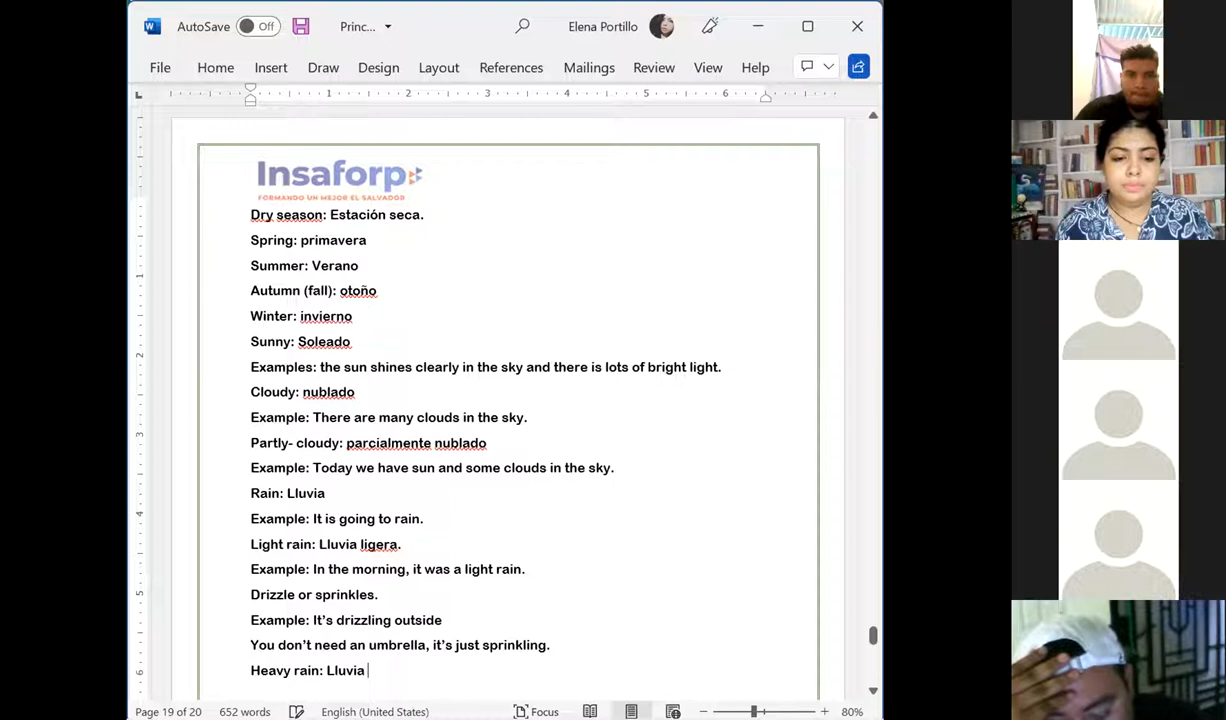 AutoSave Off Princ... Elena Portillo
File Home Insert Draw Design Layout References Mailings Review View Help
1 2 3 4 5 6
Insaforp
FORMANDO UN MEJOR EL SALVADOR
Dry season: Estación seca.
Spring: primavera
Summer: Verano
Autumn (fall): otoño
Winter: invierno
Sunny: Soleado
Examples: the sun shines clearly in the sky and there is lots of bright light.
Cloudy: nublado
Example: There are many clouds in the sky.
Partly- cloudy: parcialmente nublado
Example: Today we have sun and some clouds in the sky.
Rain: Lluvia
Example: It is going to rain.
Light rain: Lluvia ligera.
Example: In the morning, it was a light rain.
Drizzle or sprinkles.
Example: It's drizzling outside
You don't need an umbrella, it's just sprinkling.
Heavy rain: Lluvia
Page 19 of 20 652 words English (United States) Focus 80%